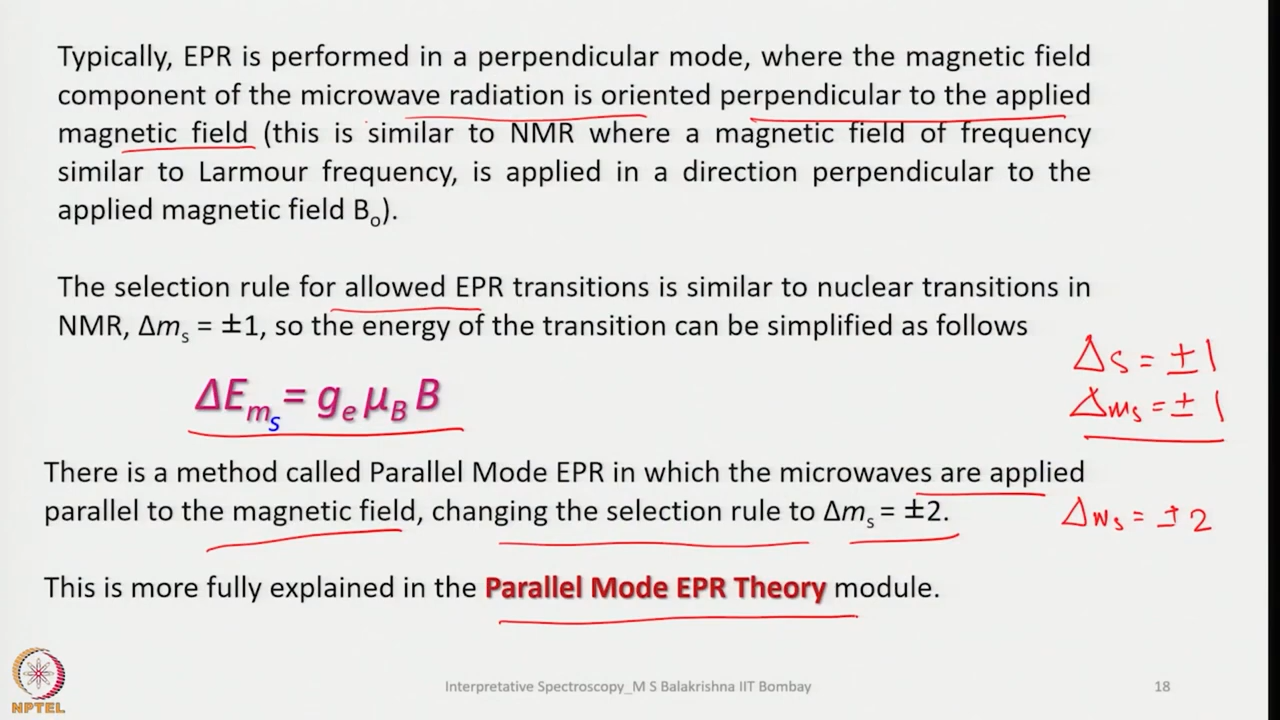 Typically, EPR is performed in a perpendicular mode, where the magnetic field
component of the microwave radiation is oriented perpendicular to the applied
magnetic field (this is similar to NMR where a magnetic field of frequency
similar to Larmour frequency, is applied in a direction perpendicular to the
applied magnetic field Bₒ).
The selection rule for allowed EPR transitions is similar to nuclear transitions in
NMR, Δmₛ = ±1, so the energy of the transition can be simplified as follows
Δs = ±1
ΔEₘₛ = gₑ μ_B B
Δmₛ = ±1
There is a method called Parallel Mode EPR in which the microwaves are applied
parallel to the magnetic field, changing the selection rule to Δmₛ = ±2.
Δmₛ = ±2
This is more fully explained in the Parallel Mode EPR Theory module.
NPTEL
Interpretative Spectroscopy_M S Balakrishna IIT Bombay
18